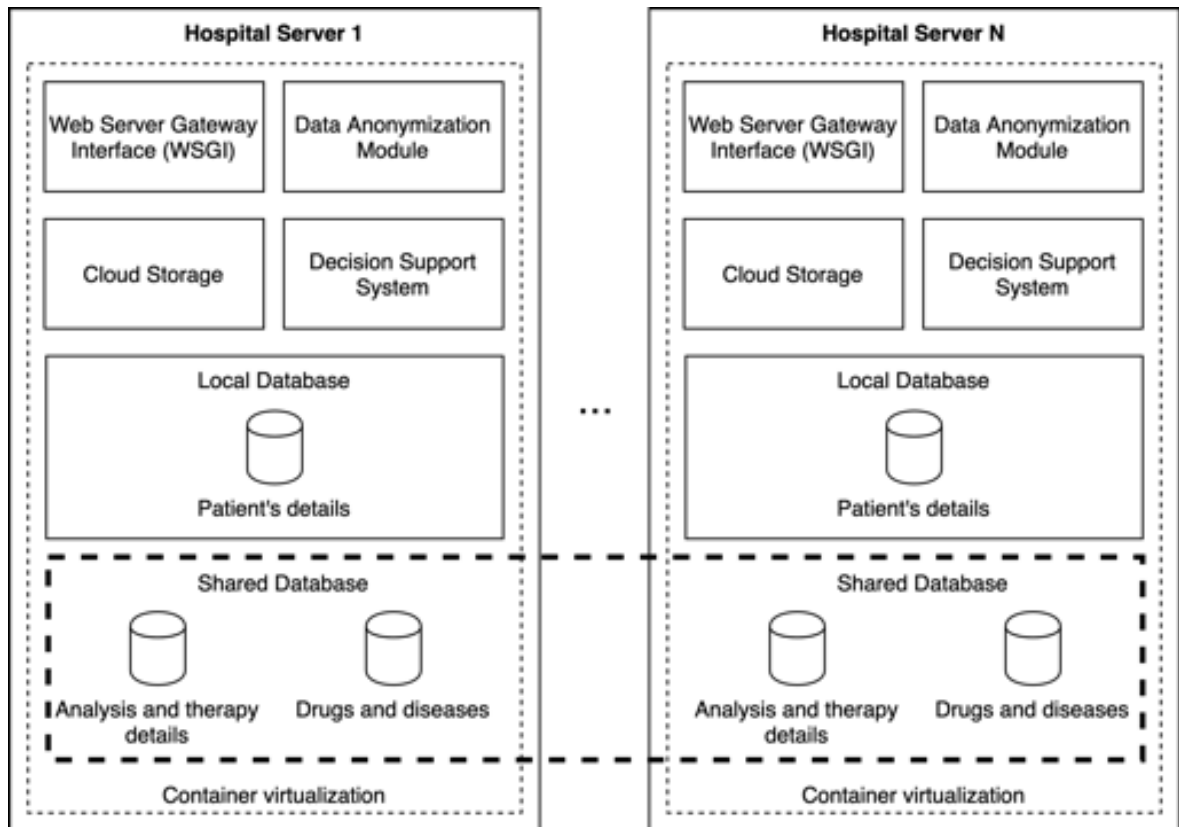 Hospital Server 1
Web Server Gateway
Interface (WSGI)
Data Anonymization
Module
Cloud Storage
Decision Support
System
Local Database
Patient's details
Shared Database
Analysis and therapy
details
Drugs and diseases
Container virtualization
...
Hospital Server N
Web Server Gateway
Interface (WSGI)
Data Anonymization
Module
Cloud Storage
Decision Support
System
Local Database
Patient's details
Shared Database
Analysis and therapy
details
Drugs and diseases
Container virtualization